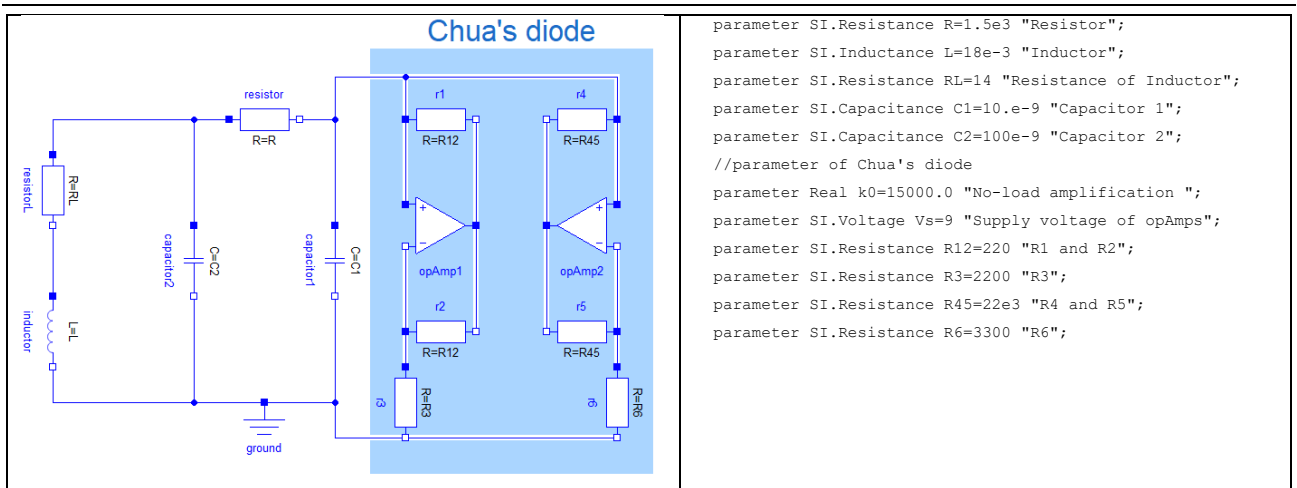 Chua's diode
resistor
R=R
r1
R=R12
r4
R=R45
R=RL
resistorL
+
−
opAmp1
+
−
opAmp2
C=C2
capacitor2
C=C1
capacitor1
L=L
inductor
r2
R=R12
r5
R=R45
r3
R=R3
r6
R=R6
ground
parameter SI.Resistance R=1.5e3 "Resistor";
parameter SI.Inductance L=18e-3 "Inductor";
parameter SI.Resistance RL=14 "Resistance of Inductor";
parameter SI.Capacitance C1=10.e-9 "Capacitor 1";
parameter SI.Capacitance C2=100e-9 "Capacitor 2";
//parameter of Chua's diode
parameter Real k0=15000.0 "No-load amplification ";
parameter SI.Voltage Vs=9 "Supply voltage of opAmps";
parameter SI.Resistance R12=220 "R1 and R2";
parameter SI.Resistance R3=2200 "R3";
parameter SI.Resistance R45=22e3 "R4 and R5";
parameter SI.Resistance R6=3300 "R6";